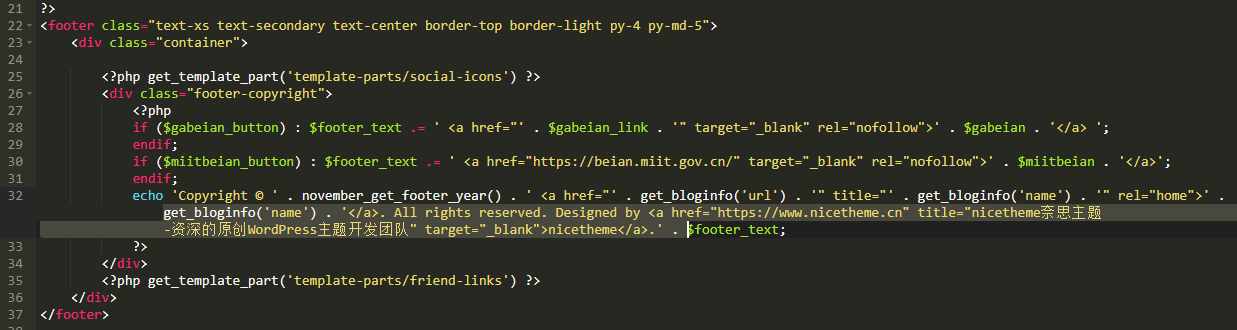 21 ?>
22 <footer class="text-xs text-secondary text-center border-top border-light py-4 py-md-5">
23 <div class="container">
24
25 <?php get_template_part('template-parts/social-icons') ?>
26 <div class="footer-copyright">
27 <?php
28 if ($gabeian_button) : $footer_text .= ' <a href="' . $gabeian_link . '" target="_blank" rel="nofollow">' . $gabeian . '</a> ';
29 endif;
30 if ($miitbeian_button) : $footer_text .= ' <a href="https://beian.miit.gov.cn/" target="_blank" rel="nofollow">' . $miitbeian . '</a>';
31 endif;
32 echo 'Copyright © ' . november_get_footer_year() . ' <a href="' . get_bloginfo('url') . '" title="' . get_bloginfo('name') . '" rel="home">' .
get_bloginfo('name') . '</a>. All rights reserved. Designed by <a href="https://www.nicetheme.cn" title="nicetheme奈思主题
-资深的原创WordPress主题开发团队" target="_blank">nicetheme</a>.' . $footer_text;
33 ?>
34 </div>
35 <?php get_template_part('template-parts/friend-links') ?>
36 </div>
37 </footer>